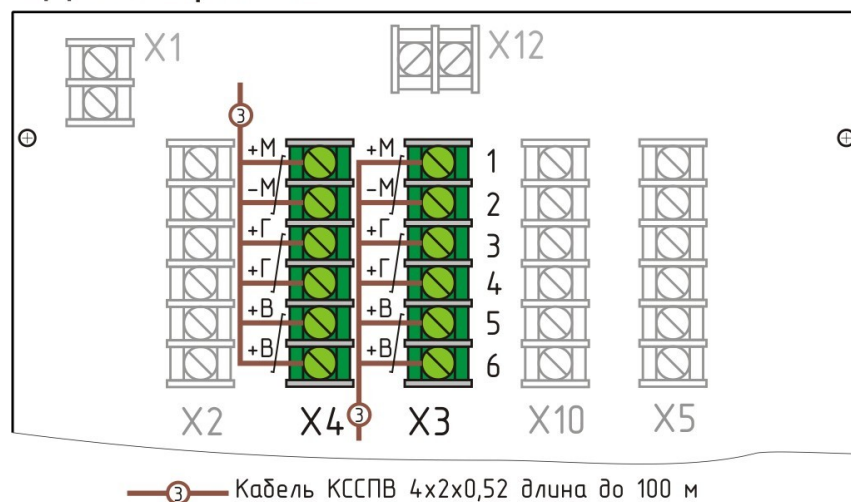 X1
X12
3
+М +М 1
-М -М 2
+Г +Г 3
+Г +Г 4
+В +В 5
+В +В 6
X2 X4 3 X3 X10 X5
3 Кабель КССПВ 4х2х0,52 длина до 100 м